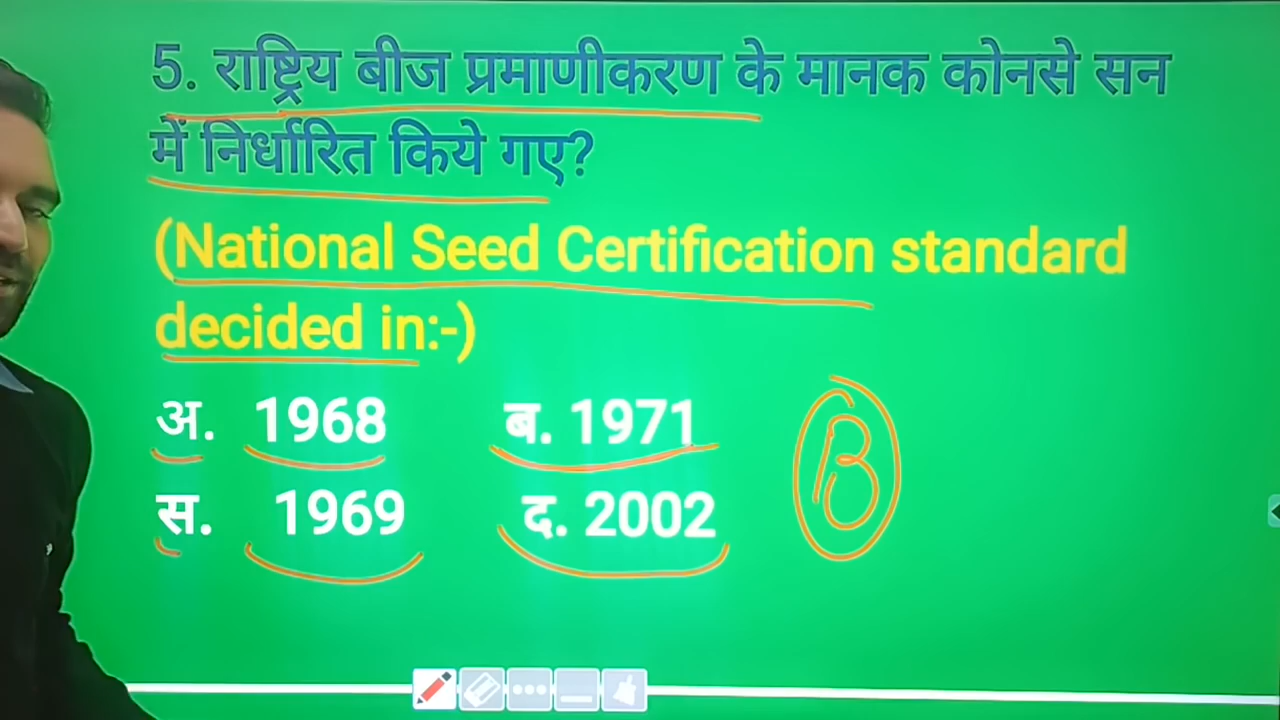 5. राष्ट्रिय बीज प्रमाणीकरण के मानक कोनसे सन
में निर्धारित किये गए?
(National Seed Certification standard
decided in:-)
अ. 1968 ब. 1971
स. 1969 द. 2002
B